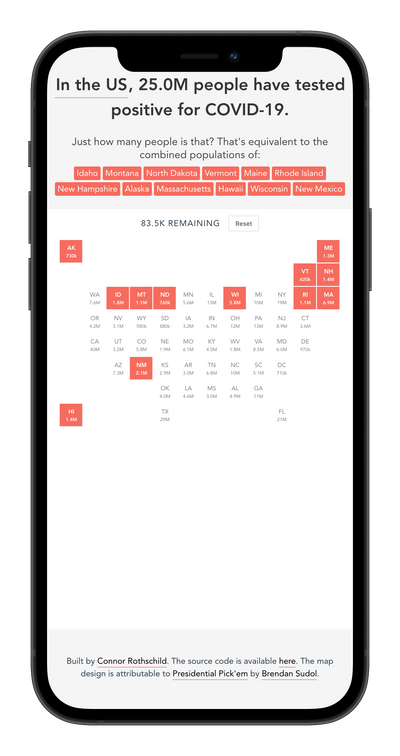 In the US, 25.0M people have tested
positive for COVID-19.
Just how many people is that? That's equivalent to the
combined populations of:
Idaho Montana North Dakota Vermont Maine Rhode Island
New Hampshire Alaska Massachusetts Hawaii Wisconsin New Mexico
83.5K REMAINING Reset
AK ME
730k 1.3M
VT NH
620k 1.4M
WA ID MT ND MN IL WI MI NY RI MA
7.6M 1.8M 1.1M 760k 5.6M 13M 5.8M 10M 19M 1.1M 6.9M
OR NV WY SD IA IN OH PA NJ CT
4.2M 3.1M 580k 880k 3.2M 6.7M 12M 13M 8.9M 3.6M
CA UT CO NE MO KY WV VA MD DE
40M 3.2M 5.8M 1.9M 6.1M 4.5M 1.8M 8.5M 6.0M 970k
AZ NM KS AR TN NC SC DC
7.3M 2.1M 2.9M 3.0M 6.8M 10M 5.1M 710k
OK LA MS AL GA
4.0M 4.6M 3.0M 4.9M 11M
HI TX FL
1.4M 29M 21M
Built by Connor Rothschild. The source code is available here. The map
design is attributable to Presidential Pick'em by Brendan Sudol.